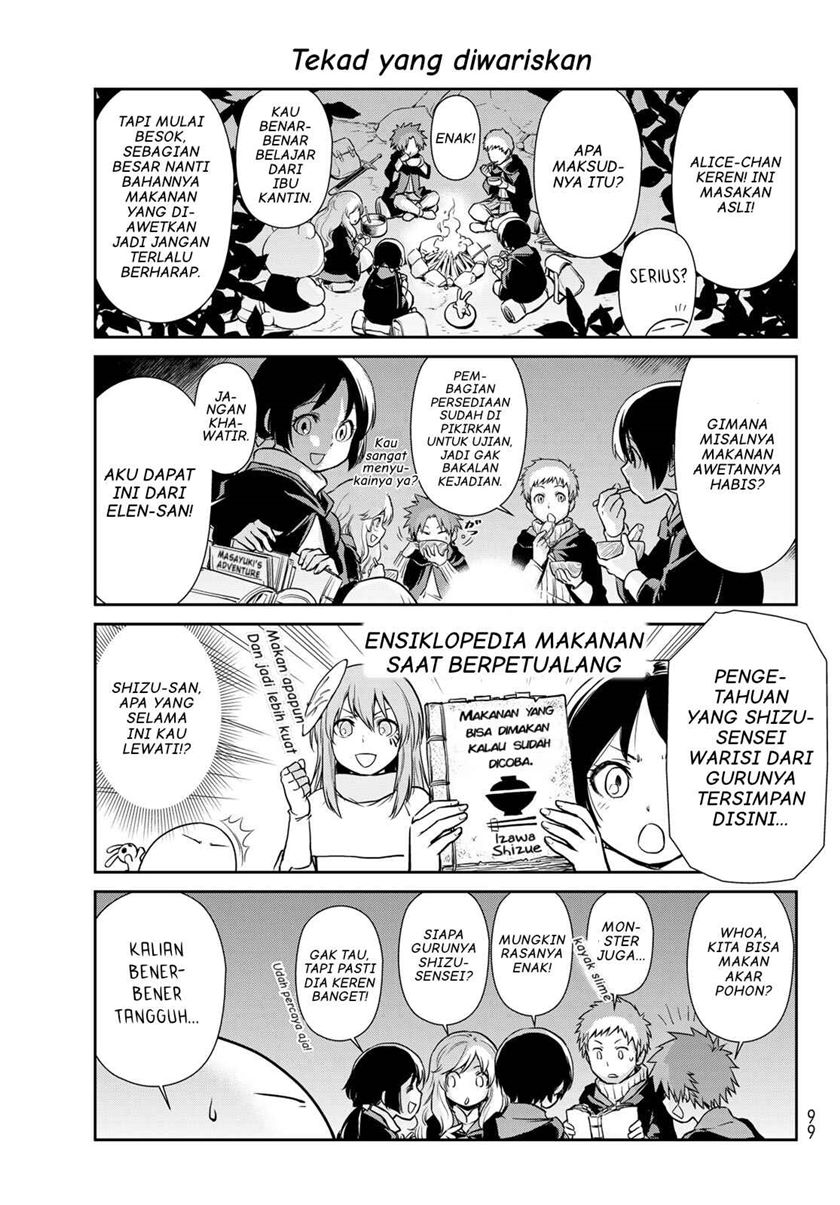 Tekad yang diwariskan
ALICE-CHAN
KEREN! INI
MASAKAN
ASLI!
SERIUS?
APA
MAKSUD-
NYA ITU?
ENAK!
KAU
BENAR-
BENAR
BELAJAR
DARI
IBU
KANTIN.
TAPI MULAI
BESOK,
SEBAGIAN
BESAR NANTI
BAHANNYA
MAKANAN
YANG DI-
AWETKAN
JADI JANGAN
TERLALU
BERHARAP.
GIMANA
MISALNYA
MAKANAN
AWETANNYA
HABIS?
PEM-
BAGIAN
PERSEDIAAN
SUDAH DI
PIKIRKAN
UNTUK UJIAN,
JADI GAK
BAKALAN
KEJADIAN.
Kau
sangat
menyu-
kainya ya?
JA-
NGAN
KHA-
WATIR.
AKU DAPAT
INI DARI
ELEN-SAN!
MASAYUKI'S
ADVENTURE
PENGE-
TAHUAN
YANG SHIZU-
SENSEI
WARISI DARI
GURUNYA
TERSIMPAN
DISINI...
ENSIKLOPEDIA MAKANAN
SAAT BERPETUALANG
MAKANAN YANG
BISA DIMAKAN
KALAU SUDAH
DICOBA.
Izawa
Shizue
Makan apapun
Dan jadi lebih kuat
SHIZU-SAN,
APA YANG
SELAMA
INI KAU
LEWATI!?
WHOA,
KITA BISA
MAKAN
AKAR
POHON?
MON-
STER
JUGA...
kayak slime
MUNGKIN
RASANYA
ENAK!
SIAPA
GURUNYA
SHIZU-
SENSEI?
GAK TAU,
TAPI PASTI
DIA KEREN
BANGET!
Udah percaya aja!
KALIAN
BENER-
BENER
TANGGUH...
99